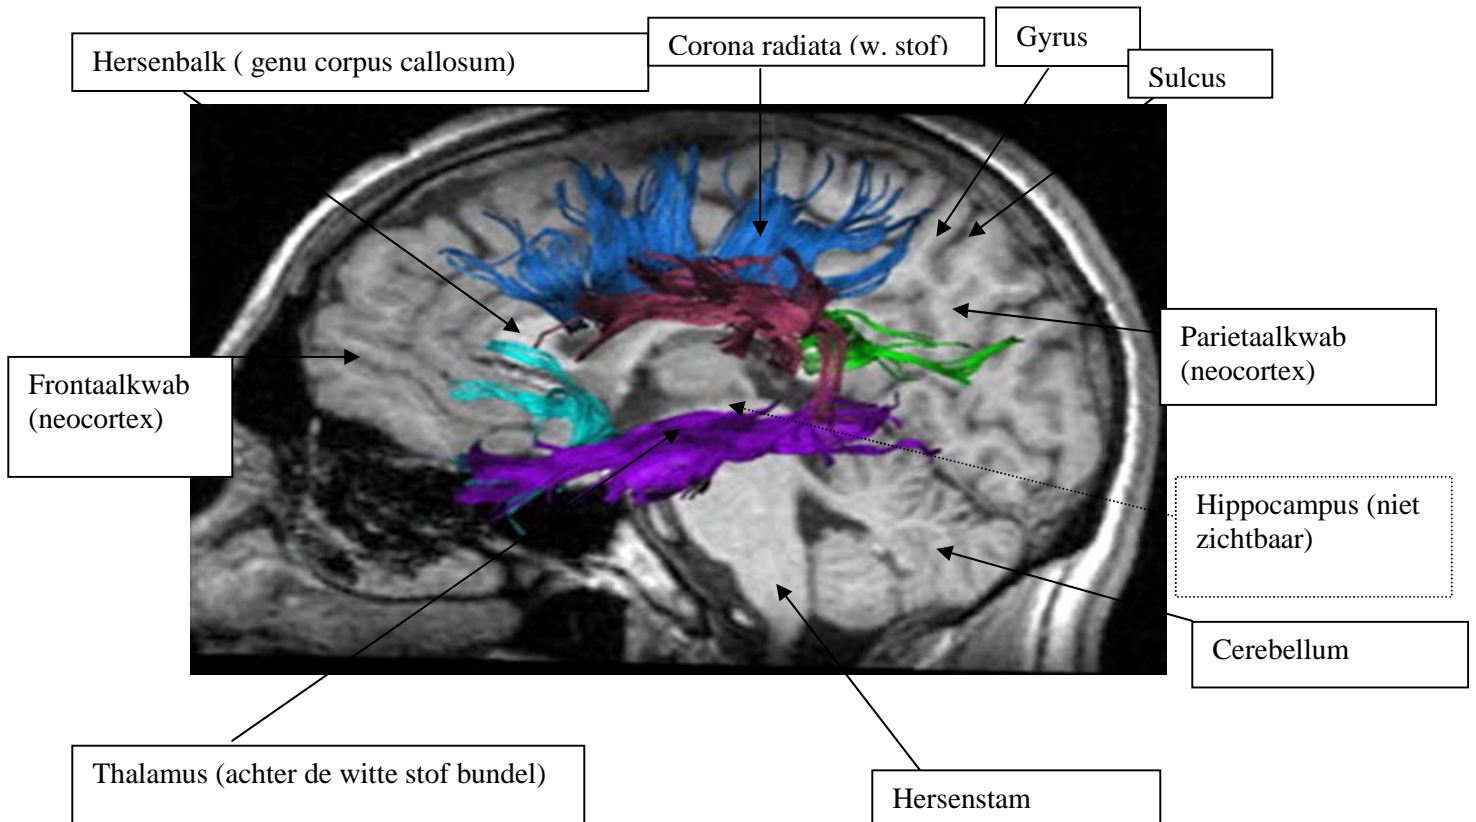 Hersenbalk ( genu corpus callosum)
Corona radiata (w. stof)
Gyrus
Sulcus
Frontaalkwab
(neocortex)
Parietaalkwab
(neocortex)
Hippocampus (niet
zichtbaar)
Cerebellum
Thalamus (achter de witte stof bundel)
Hersenstam